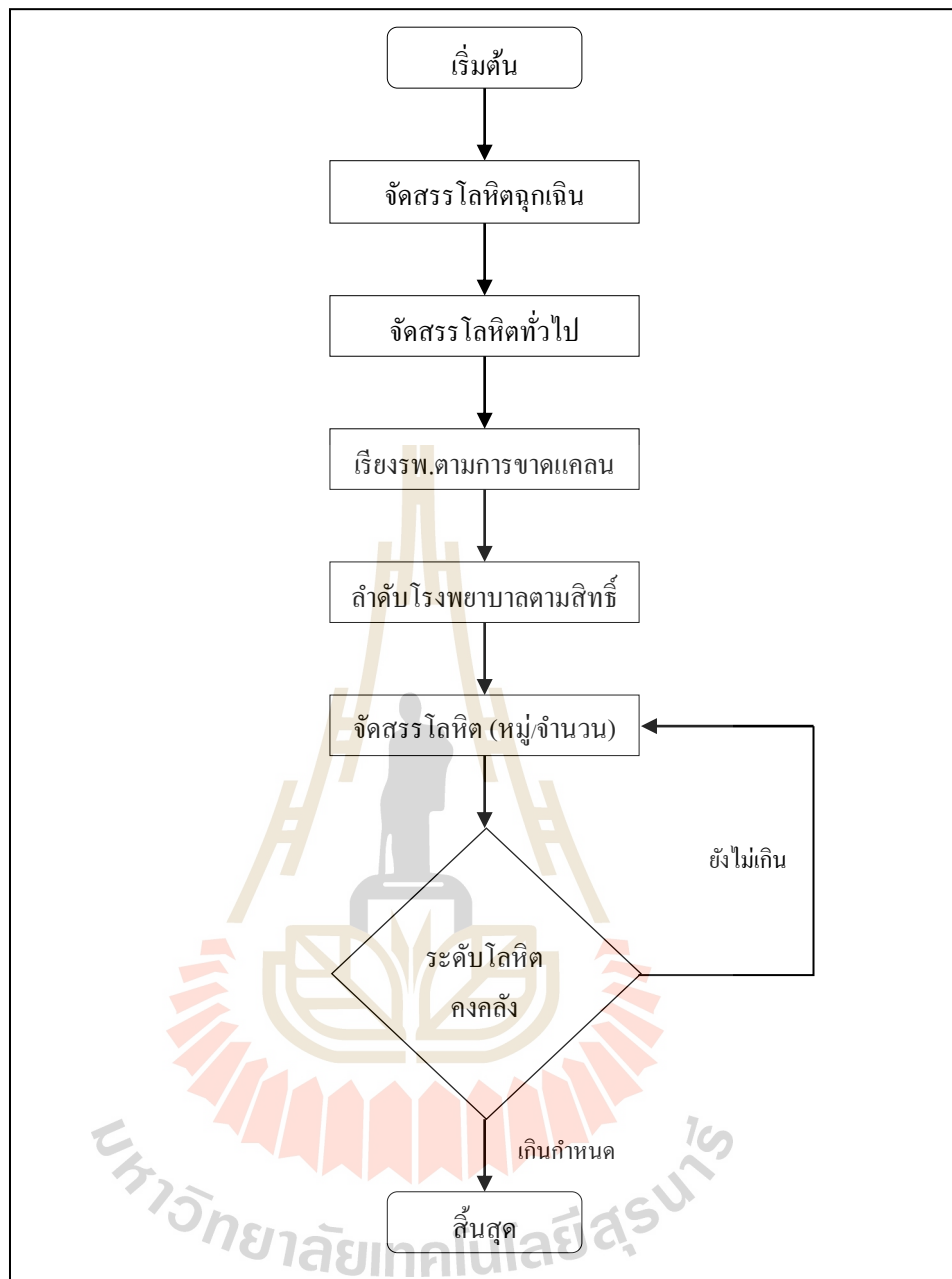 เริ่มต้น
จัดสรรโลหิตฉุกเฉิน
จัดสรรโลหิตทั่วไป
เรียงรพ.ตามการขาดแคลน
ลำดับโรงพยาบาลตามสิทธิ์
จัดสรรโลหิต (หมู่/จำนวน)
ยังไม่เกิน
ระดับโลหิต
คงคลัง
เกินกำหนด
สิ้นสุด
มหาวิทยาลัยเทคโนโลยีสุรนารี